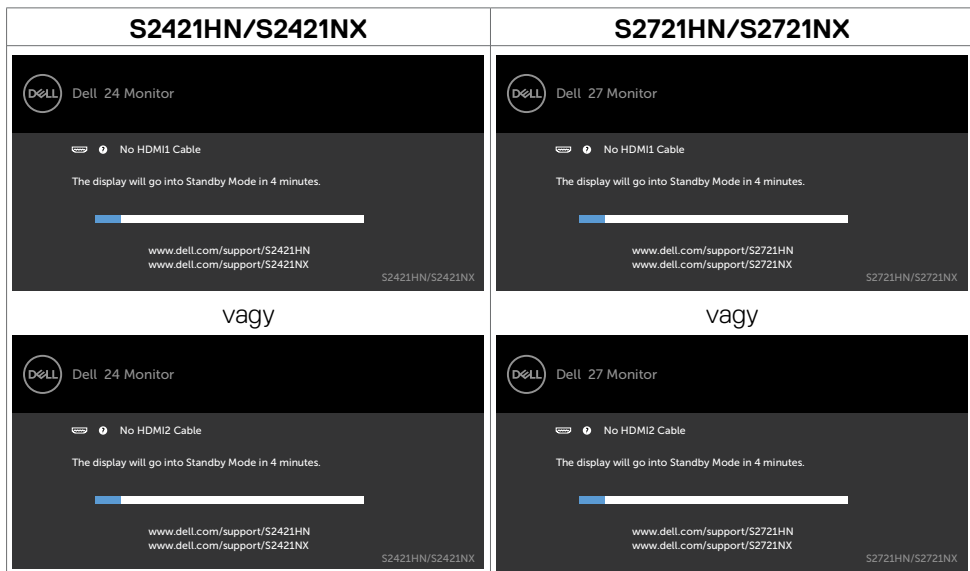 S2421HN/S2421NX
S2721HN/S2721NX
DELL
Dell 24 Monitor
No HDMI1 Cable
The display will go into Standby Mode in 4 minutes.
www.dell.com/support/S2421HN
www.dell.com/support/S2421NX
S2421HN/S2421NX
DELL
Dell 27 Monitor
No HDMI1 Cable
The display will go into Standby Mode in 4 minutes.
www.dell.com/support/S2721HN
www.dell.com/support/S2721NX
S2721HN/S2721NX
vagy
vagy
DELL
Dell 24 Monitor
No HDMI2 Cable
The display will go into Standby Mode in 4 minutes.
www.dell.com/support/S2421HN
www.dell.com/support/S2421NX
S2421HN/S2421NX
DELL
Dell 27 Monitor
No HDMI2 Cable
The display will go into Standby Mode in 4 minutes.
www.dell.com/support/S2721HN
www.dell.com/support/S2721NX
S2721HN/S2721NX